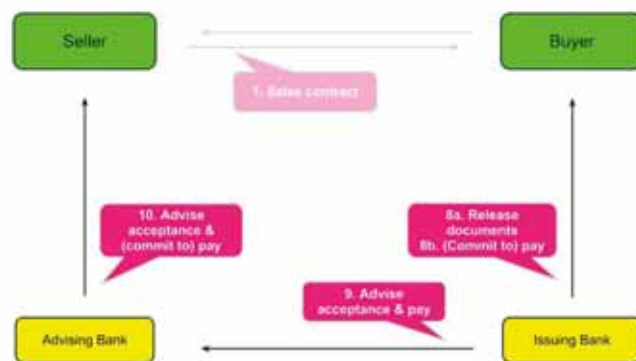 Seller
Buyer
1. Sales contract
10. Advise
acceptance &
(commit to) pay
8a. Release
documents
8b. (Commit to) pay
9. Advise
acceptance & pay
Advising Bank
Issuing Bank